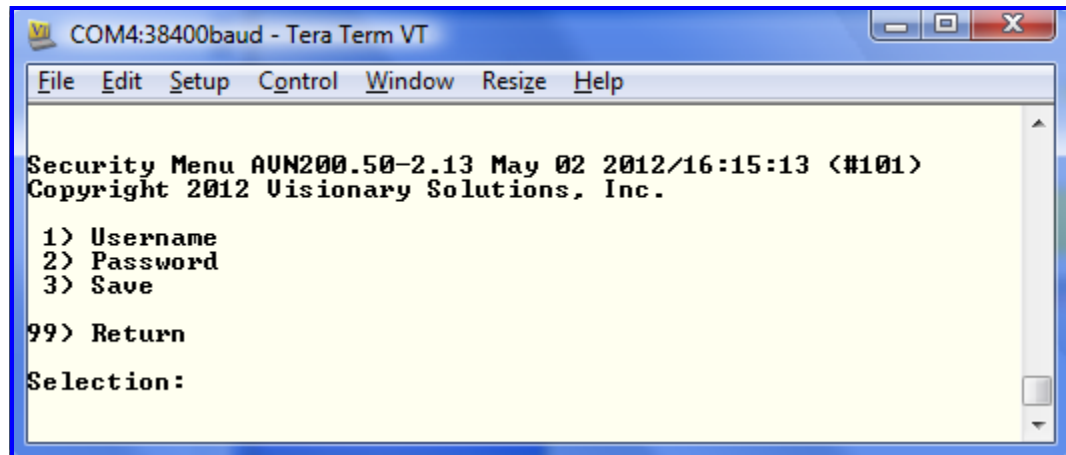 COM4:38400baud - Tera Term VT
File Edit Setup Control Window Resize Help
Security Menu AVN200.50-2.13 May 02 2012/16:15:13 (#101)
Copyright 2012 Visionary Solutions, Inc.
1) Username
2) Password
3) Save
99) Return
Selection: